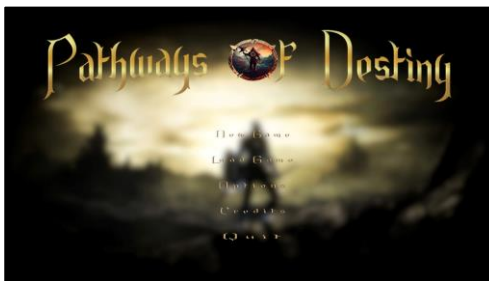 Pathways Of Destiny
New Game
Load Game
Options
Credits
Quit